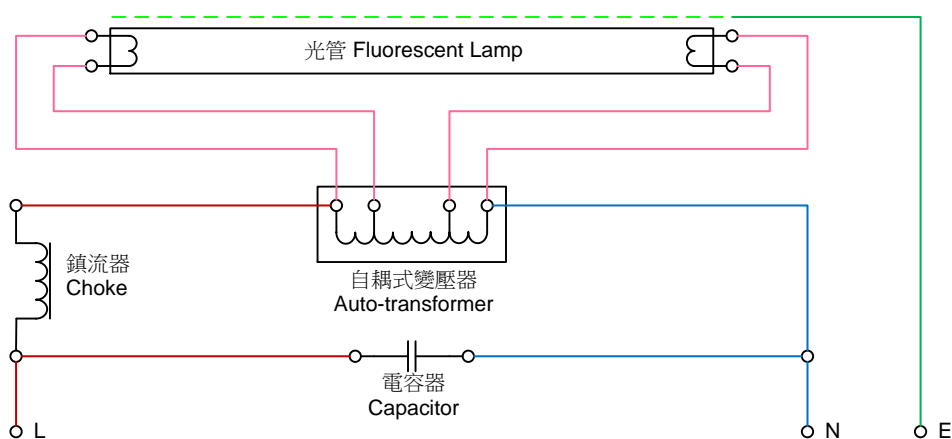 光管 Fluorescent Lamp
鎮流器
Choke
自耦式變壓器
Auto-transformer
電容器
Capacitor
L
N
E